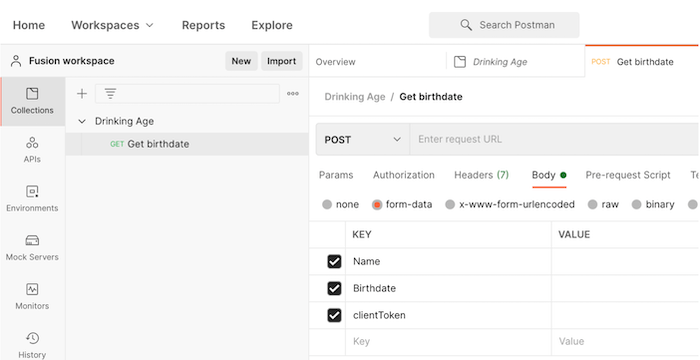 Home Workspaces Reports Explore Search Postman
Fusion workspace New Import
Overview Drinking Age POST Get birthdate
Collections
APIs
Environments
Mock Servers
Monitors
History
Drinking Age
GET Get birthdate
Drinking Age / Get birthdate
POST Enter request URL
Params Authorization Headers (7) Body Pre-request Script Te
none form-data x-www-form-urlencoded raw binary
KEY VALUE
Name
Birthdate
clientToken
Key Value